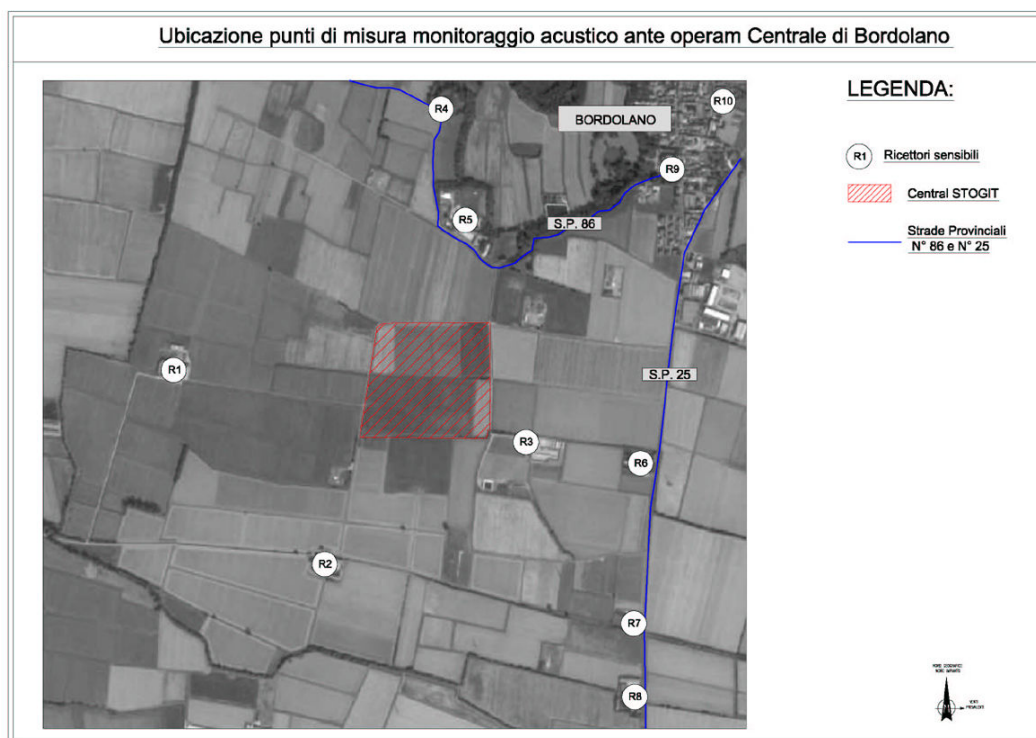 Ubicazione punti di misura monitoraggio acustico ante operam Centrale di Bordolano
LEGENDA:
R1 Ricettori sensibili
Central STOGIT
Strade Provinciali
N° 86 e N° 25
R4
BORDOLANO
R10
R9
R5
S.P. 86
R1
S.P. 25
R3
R6
R2
R7
R8